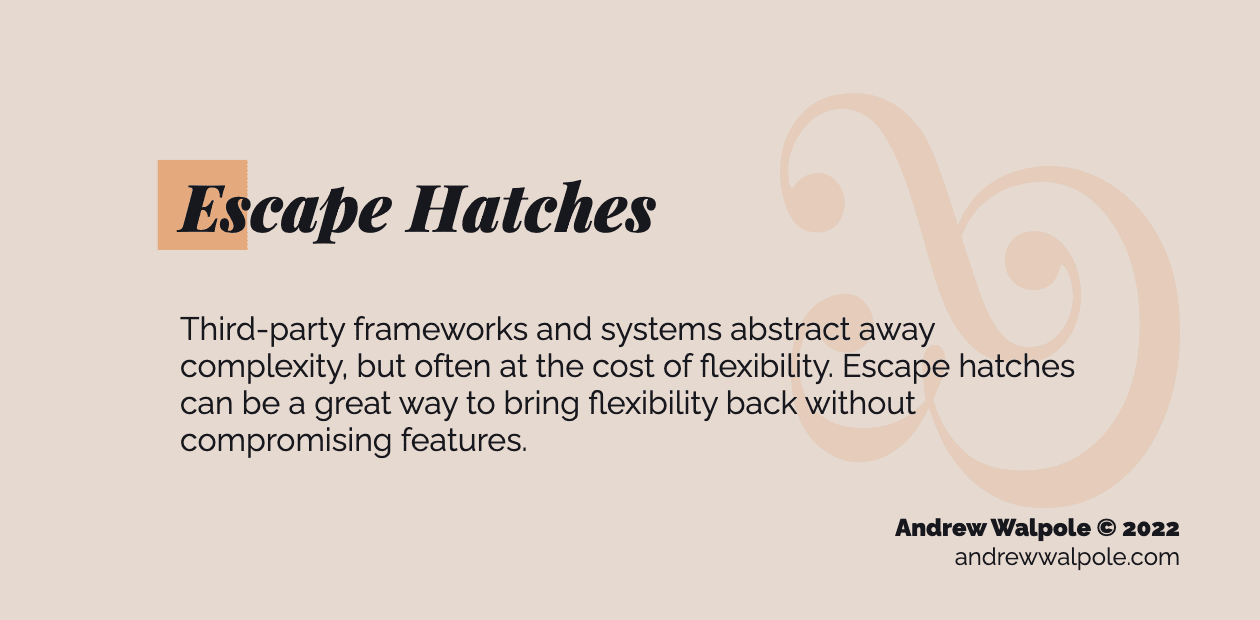 Escape Hatches
Third-party frameworks and systems abstract away
complexity, but often at the cost of flexibility. Escape hatches
can be a great way to bring flexibility back without
compromising features.
Andrew Walpole © 2022
andrewwalpole.com